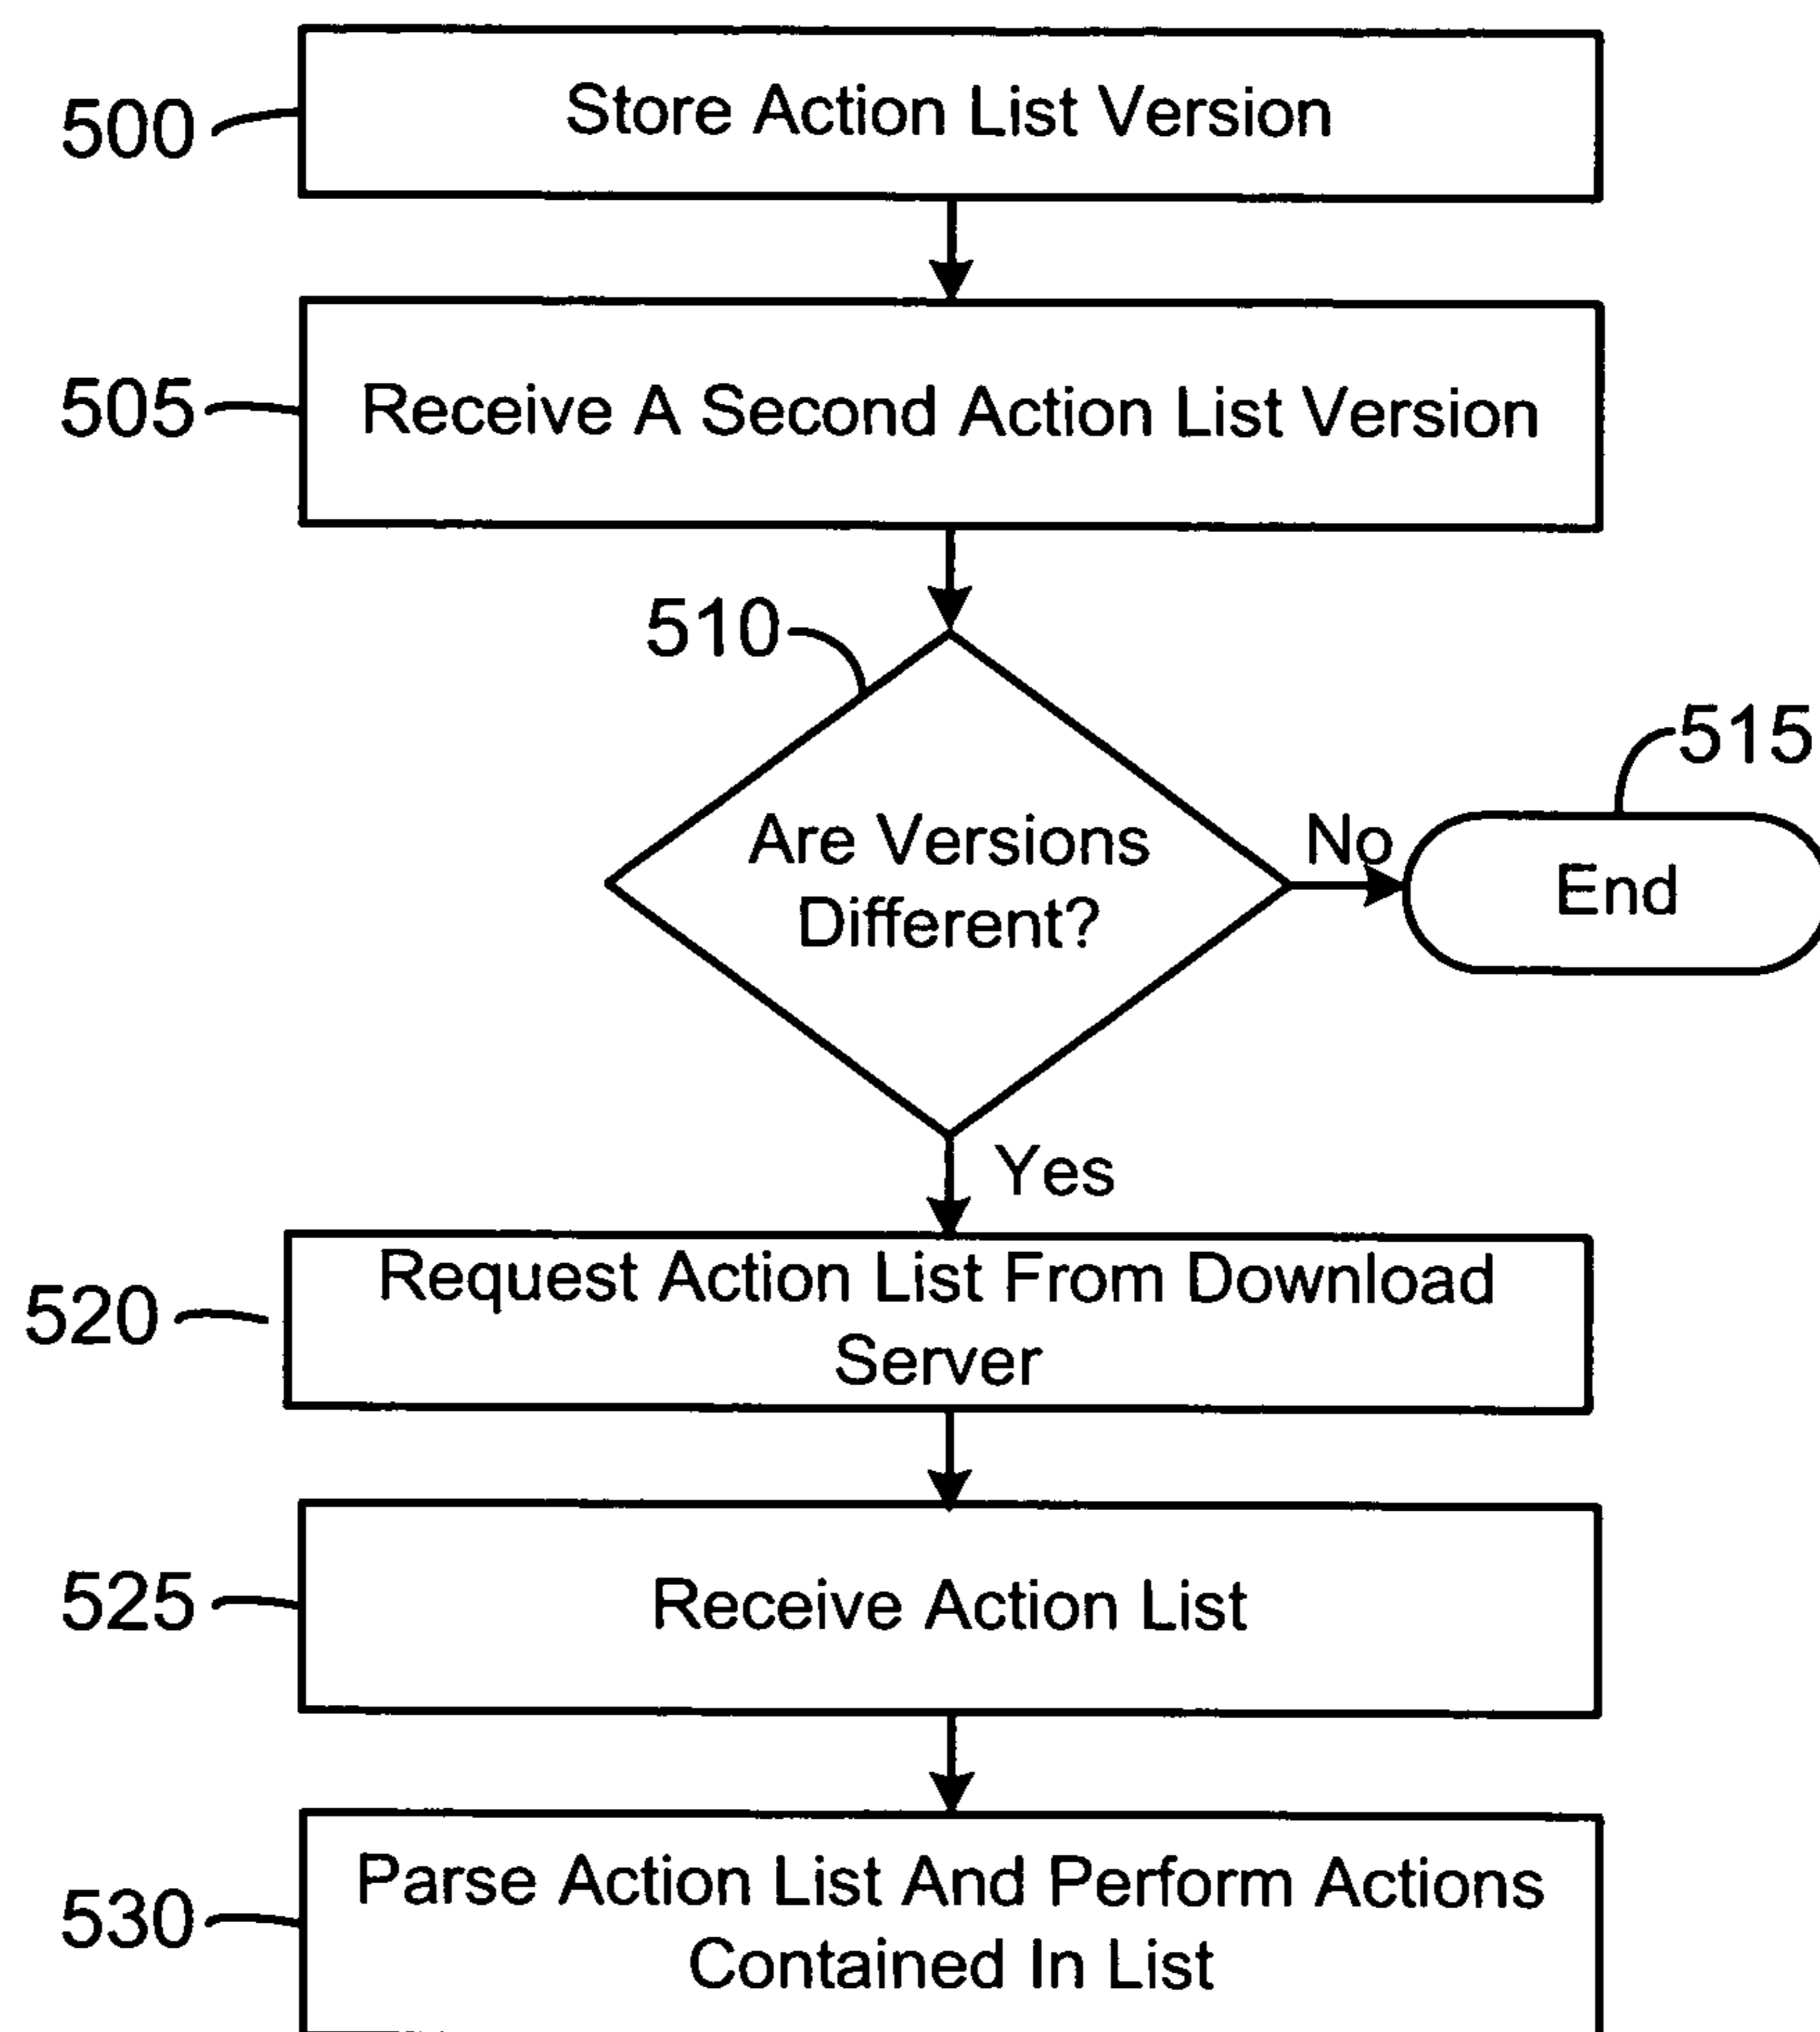 500
Store Action List Version
505
Receive A Second Action List Version
510
515
Are Versions
Different?
No
End
Yes
520
Request Action List From Download
Server
525
Receive Action List
530
Parse Action List And Perform Actions
Contained In List